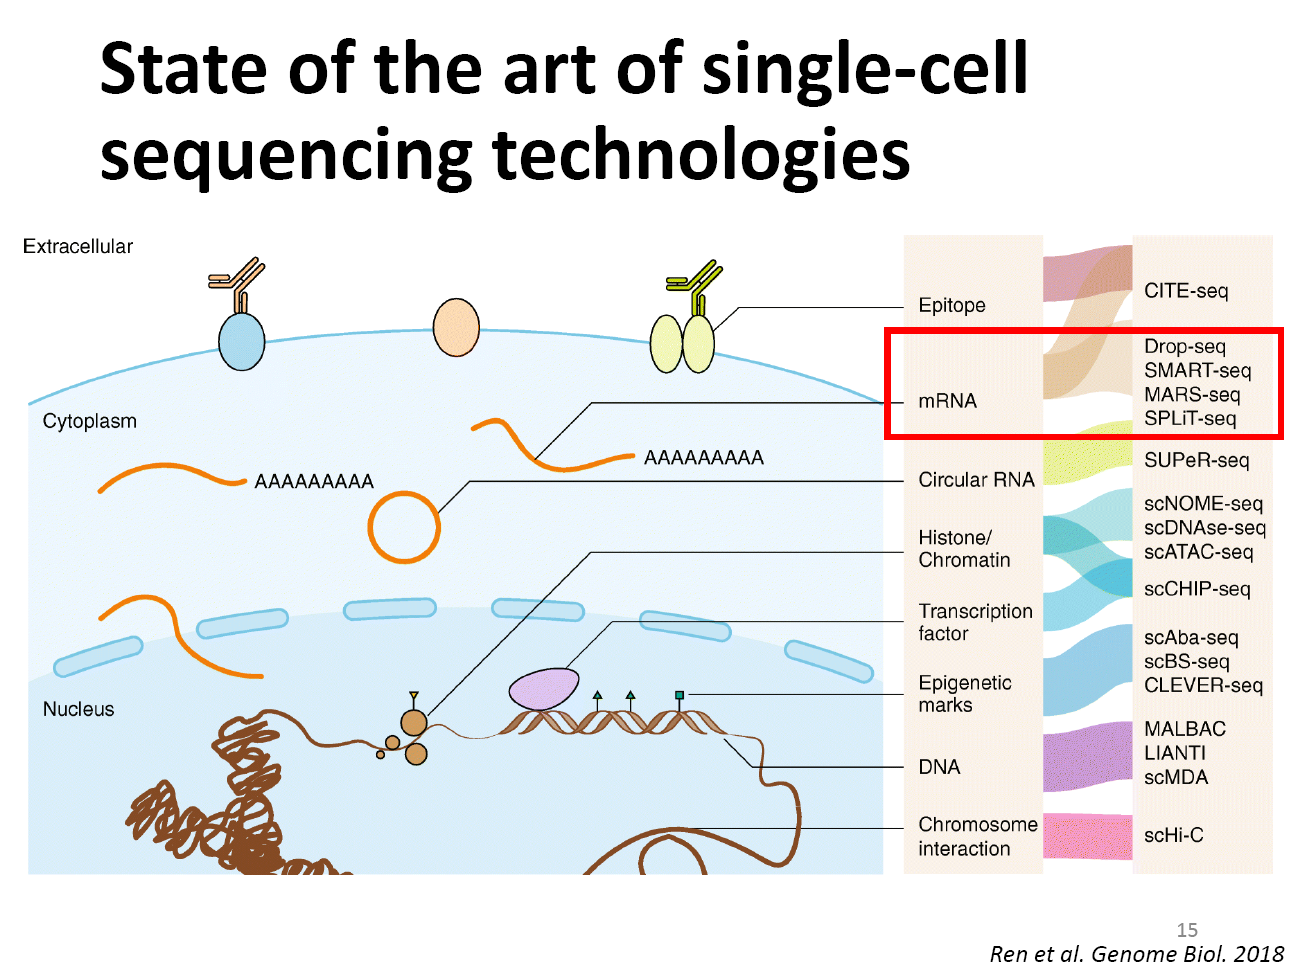 State of the art of single-cell
sequencing technologies
Extracellular
Cytoplasm
AAAAAAAAA
AAAAAAAAA
Nucleus
Epitope
mRNA
Circular RNA
Histone/
Chromatin
Transcription
factor
Epigenetic
marks
DNA
Chromosome
interaction
CITE-seq
Drop-seq
SMART-seq
MARS-seq
SPLiT-seq
SUPeR-seq
scNOME-seq
scDNAse-seq
scATAC-seq
scCHIP-seq
scAba-seq
scBS-seq
CLEVER-seq
MALBAC
LIANTI
scMDA
scHi-C
15
Ren et al. Genome Biol. 2018